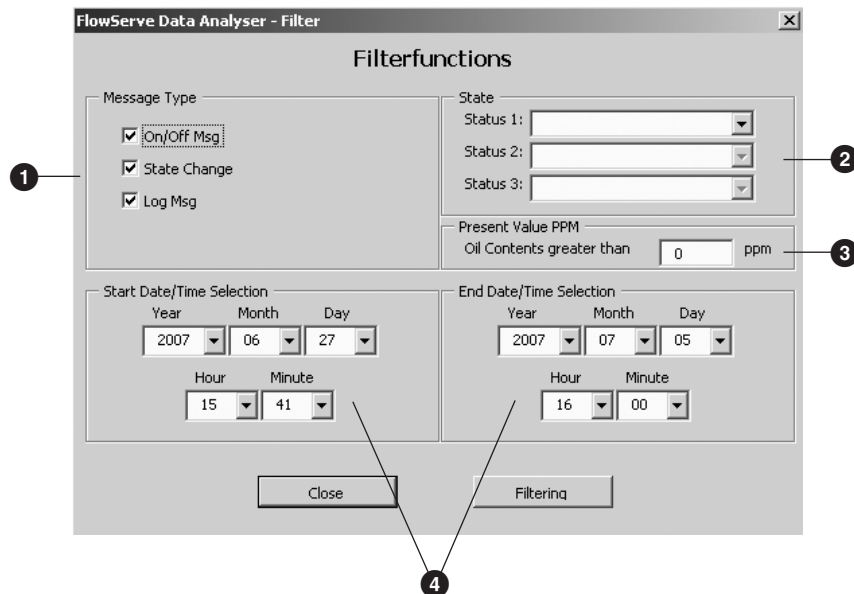 FlowServe Data Analyser - Filter
Filterfunctions
Message Type
On/Off Msg
State Change
Log Msg
1
State
Status 1:
Status 2:
Status 3:
2
Present Value PPM
Oil Contents greater than 0 ppm
3
Start Date/Time Selection
Year Month Day
2007 06 27
Hour Minute
15 41
End Date/Time Selection
Year Month Day
2007 07 05
Hour Minute
16 00
Close
Filtering
4